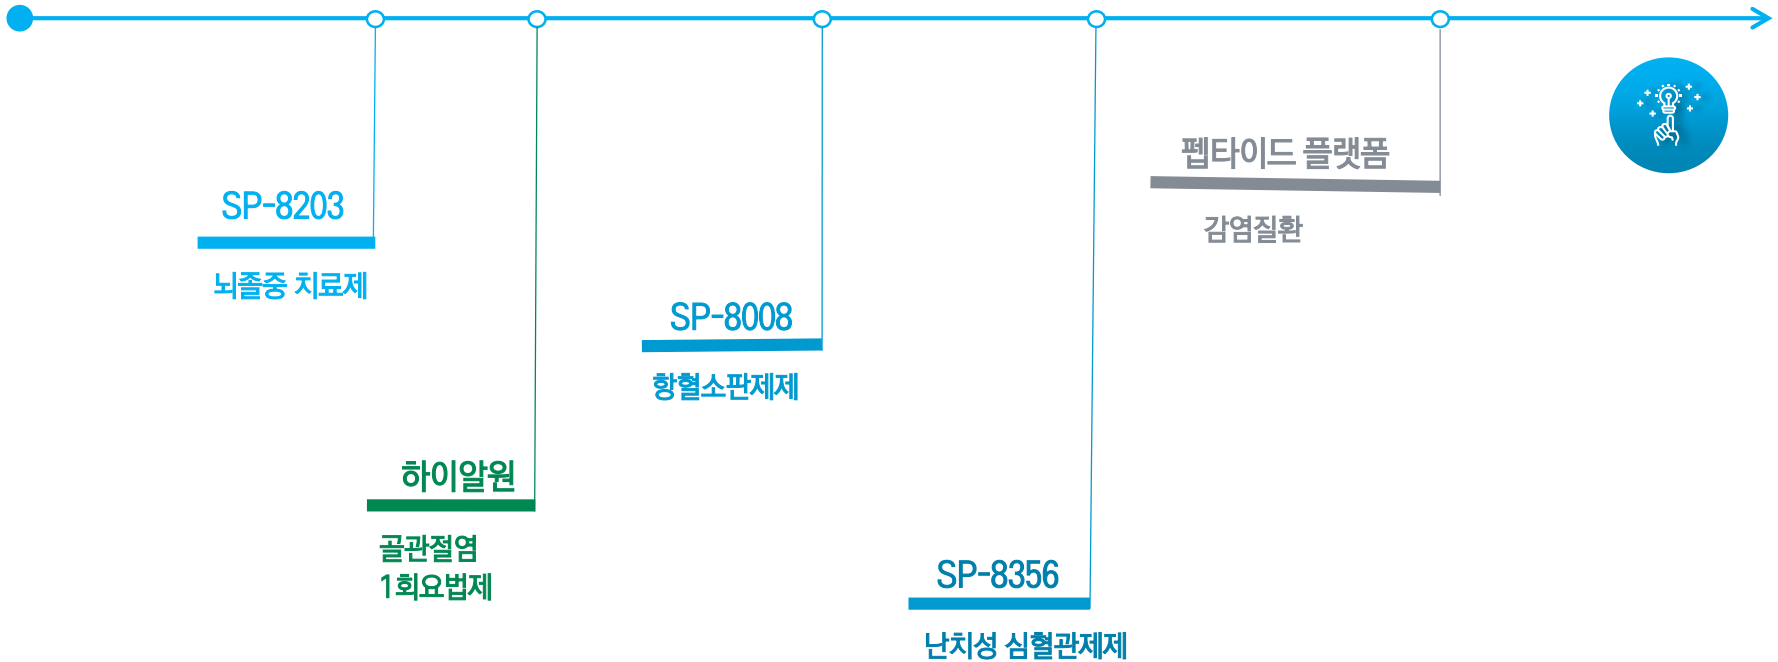 SP-8203
뇌졸중 치료제
하이알원
골관절염
1회요법제
SP-8008
항혈소판제제
SP-8356
난치성 심혈관제제
펩타이드 플랫폼
감염질환